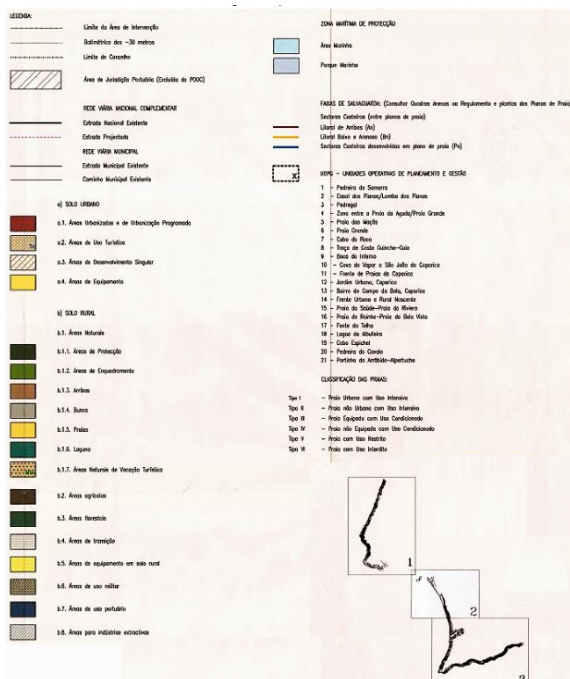 LEGENDA:
Limite da Área de Intervenção
Batimétrica dos -30 metros
Limite de Concelho
Área de Jurisdição Portuária (Excluída do POOC)
REDE VIÁRIA NACIONAL COMPLEMENTAR
Estrada Nacional Existente
Estrada Projectada
REDE VIÁRIA MUNICIPAL
Estrada Municipal Existente
Caminho Municipal Existente
a) SOLO URBANO
a.1. Áreas Urbanizadas e de Urbanização Programada
a.2. Áreas de Uso Turístico
a.3. Áreas de Desenvolvimento Singular
a.4. Áreas de Equipamento
b) SOLO RURAL
b.1. Áreas Naturais
b.1.1. Áreas de Protecção
b.1.2. Áreas de Enquadramento
b.1.3. Arribas
b.1.4. Dunas
b.1.5. Praias
b.1.6. Laguna
b.1.7. Áreas Naturais de Vocação Turística
b.2. Áreas agrícolas
b.3. Áreas florestais
b.4. Áreas de transição
b.5. Áreas de equipamento em solo rural
b.6. Áreas de uso militar
b.7. Áreas de uso portuário
b.8. Áreas para indústrias extractivas
ZONA MARÍTIMA DE PROTECÇÃO
Área Marinha
Parque Marinho
FAIXAS DE SALVAGUARDA: (Consultar Quadros Anexos ao Regulamento e plantas dos Planos de Praia)
Sectores Costeiros (entre planos de praia)
Litoral de Arribas (An)
Litoral Baixo e Arenoso (Bn)
Sectores Costeiros desenvolvidos em plano de praia (Pn)
X
UOPG - UNIDADES OPERATIVAS DE PLANEAMENTO E GESTÃO
1 - Pedreira da Samarra
2 - Casal dos Pianos/Lomba dos Pianos
3 - Pedregal
4 - Zona entre a Praia da Aguda/Praia Grande
5 - Praia das Maçãs
6 - Praia Grande
7 - Cabo da Roca
8 - Troço de Costa Guincho-Guia
9 - Boca do Inferno
10 - Cova do Vapor a São João da Caparica
11 - Frente de Praias da Caparica
12 - Jardim Urbano, Caparica
13 - Bairro do Campo da Bola, Caparica
14 - Frente Urbana e Rural Nascente
15 - Praia da Saúde-Praia da Riviera
16 - Praia da Rainha-Praia da Bela Vista
17 - Fonte da Telha
18 - Lagoa de Albufeira
19 - Cabo Espichel
20 - Pedreira do Cavalo
21 - Portinho da Arrábida-Alpertuche
CLASSIFICAÇÃO DAS PRAIAS:
Tipo I - Praia Urbana com Uso Intensivo
Tipo II - Praia não Urbana com Uso Intensivo
Tipo III - Praia Equipada com Uso Condicionado
Tipo IV - Praia não Equipada com Uso Condicionado
Tipo V - Praia com Uso Restrito
Tipo VI - Praia com Uso Interdito
1
2
3